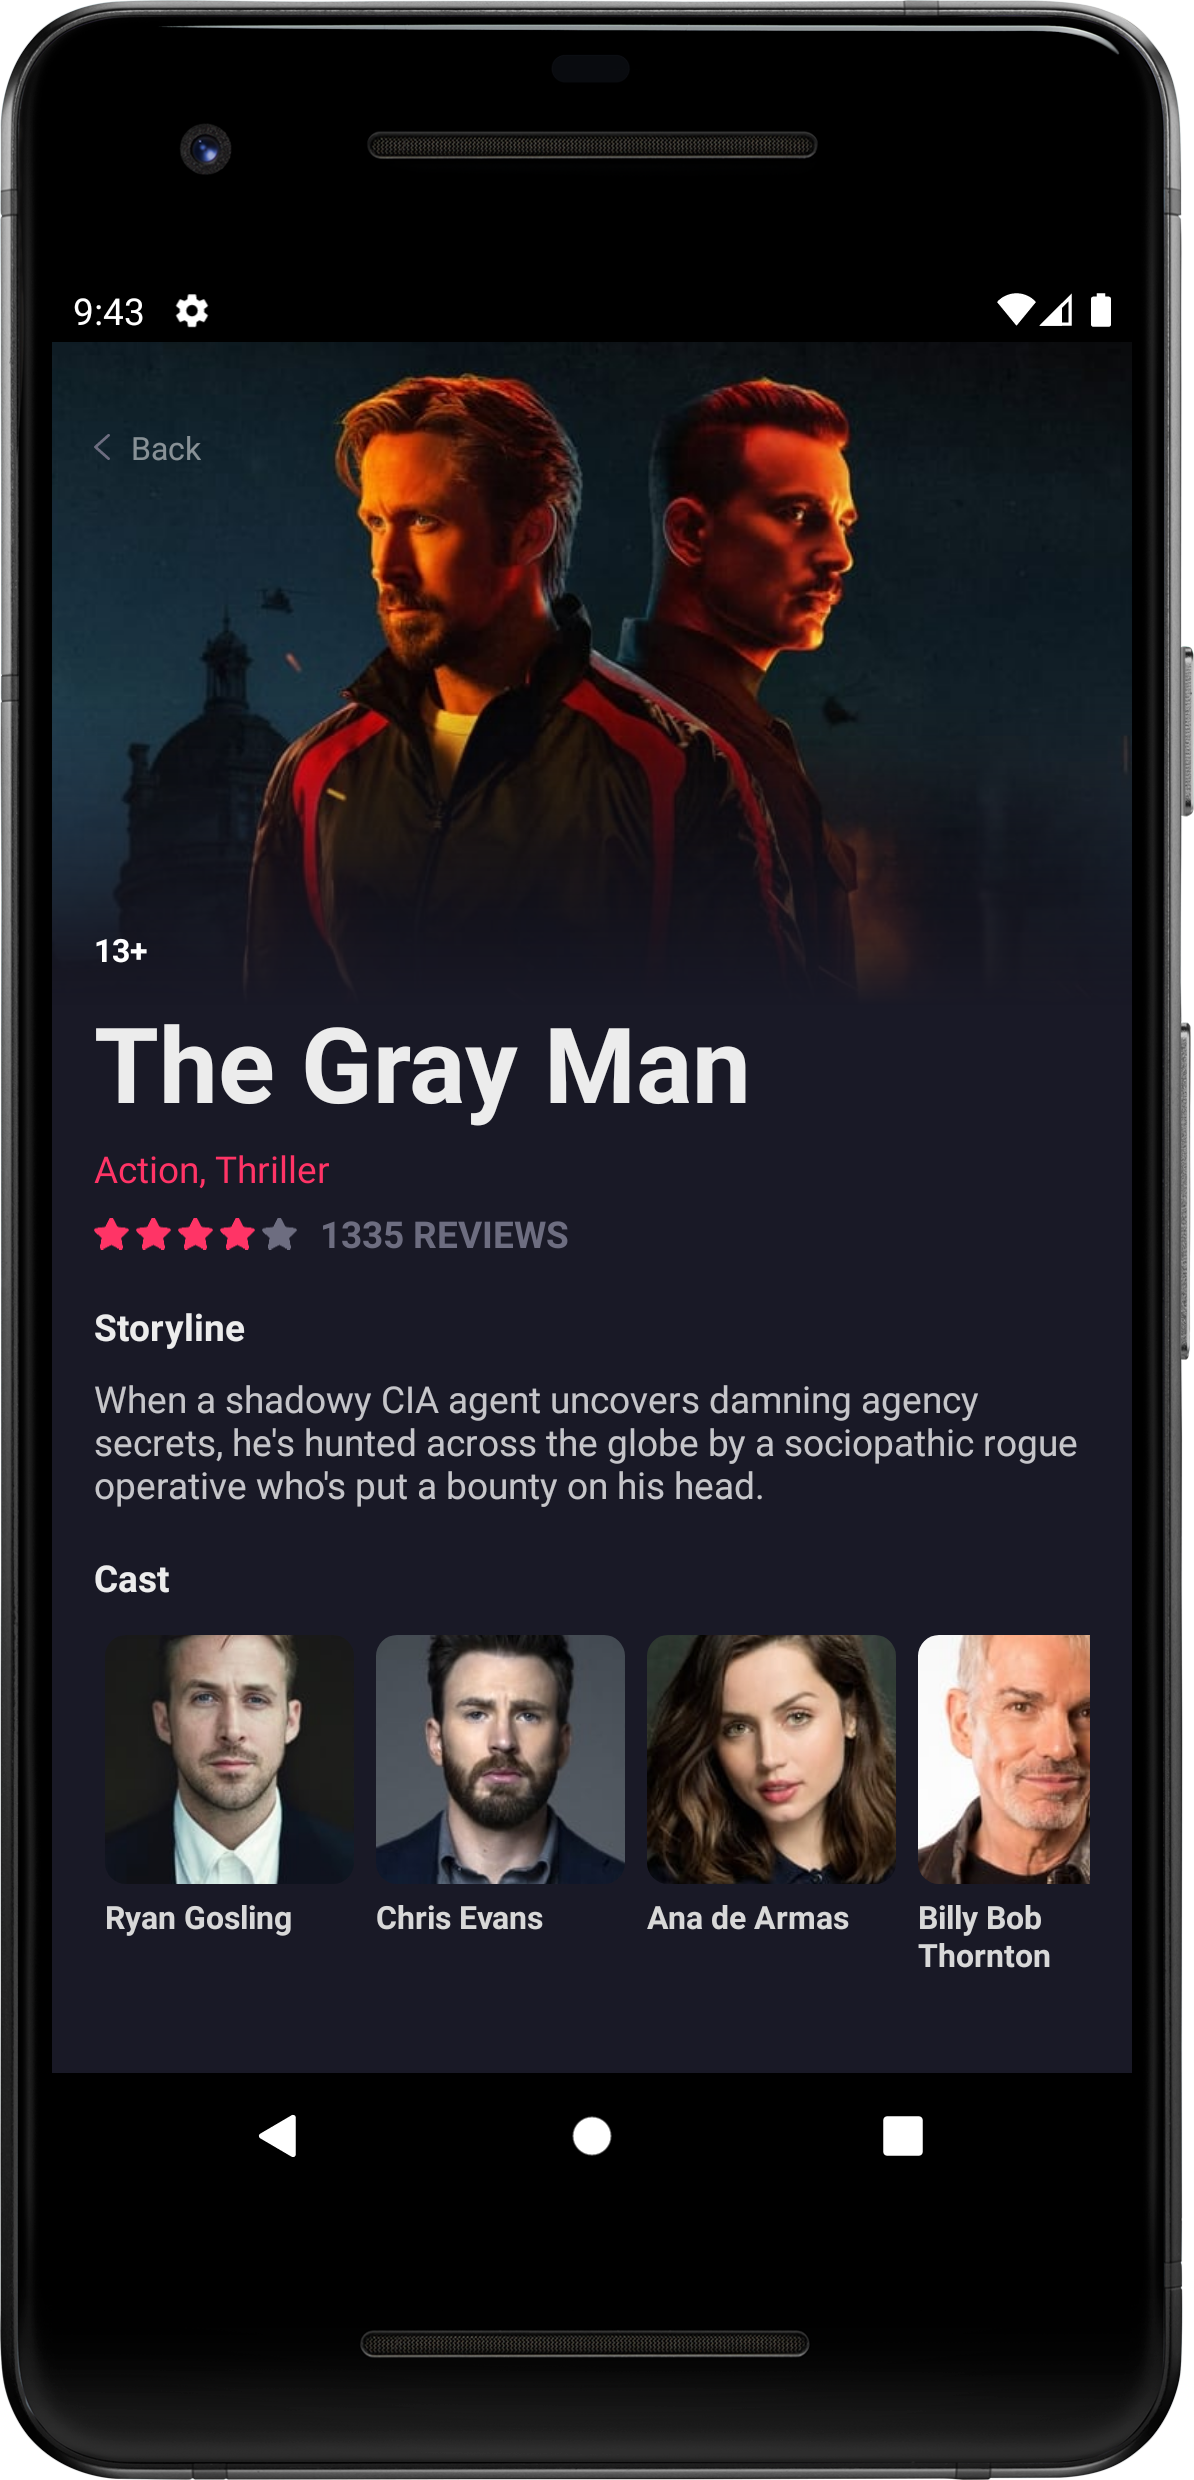 9:43
Back
13+
The Gray Man
Action, Thriller
1335 REVIEWS
Storyline
When a shadowy CIA agent uncovers damning agency
secrets, he's hunted across the globe by a sociopathic rogue
operative who's put a bounty on his head.
Cast
Ryan Gosling
Chris Evans
Ana de Armas
Billy Bob
Thornton